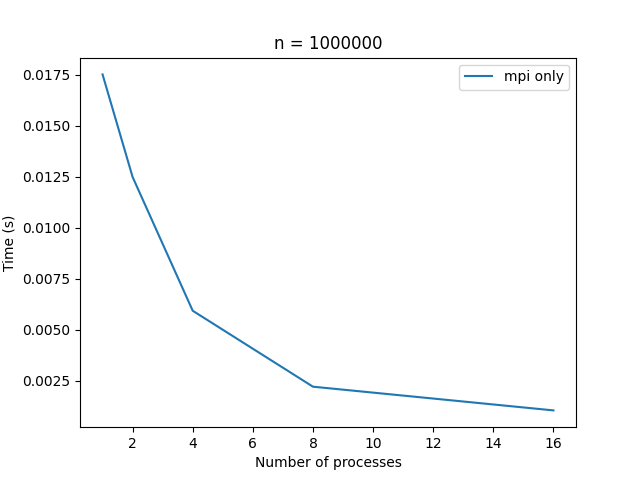 n = 1000000
mpi only
0.0175
0.0150
0.0125
0.0100
0.0075
0.0050
0.0025
Time (s)
2 4 6 8 10 12 14 16
Number of processes